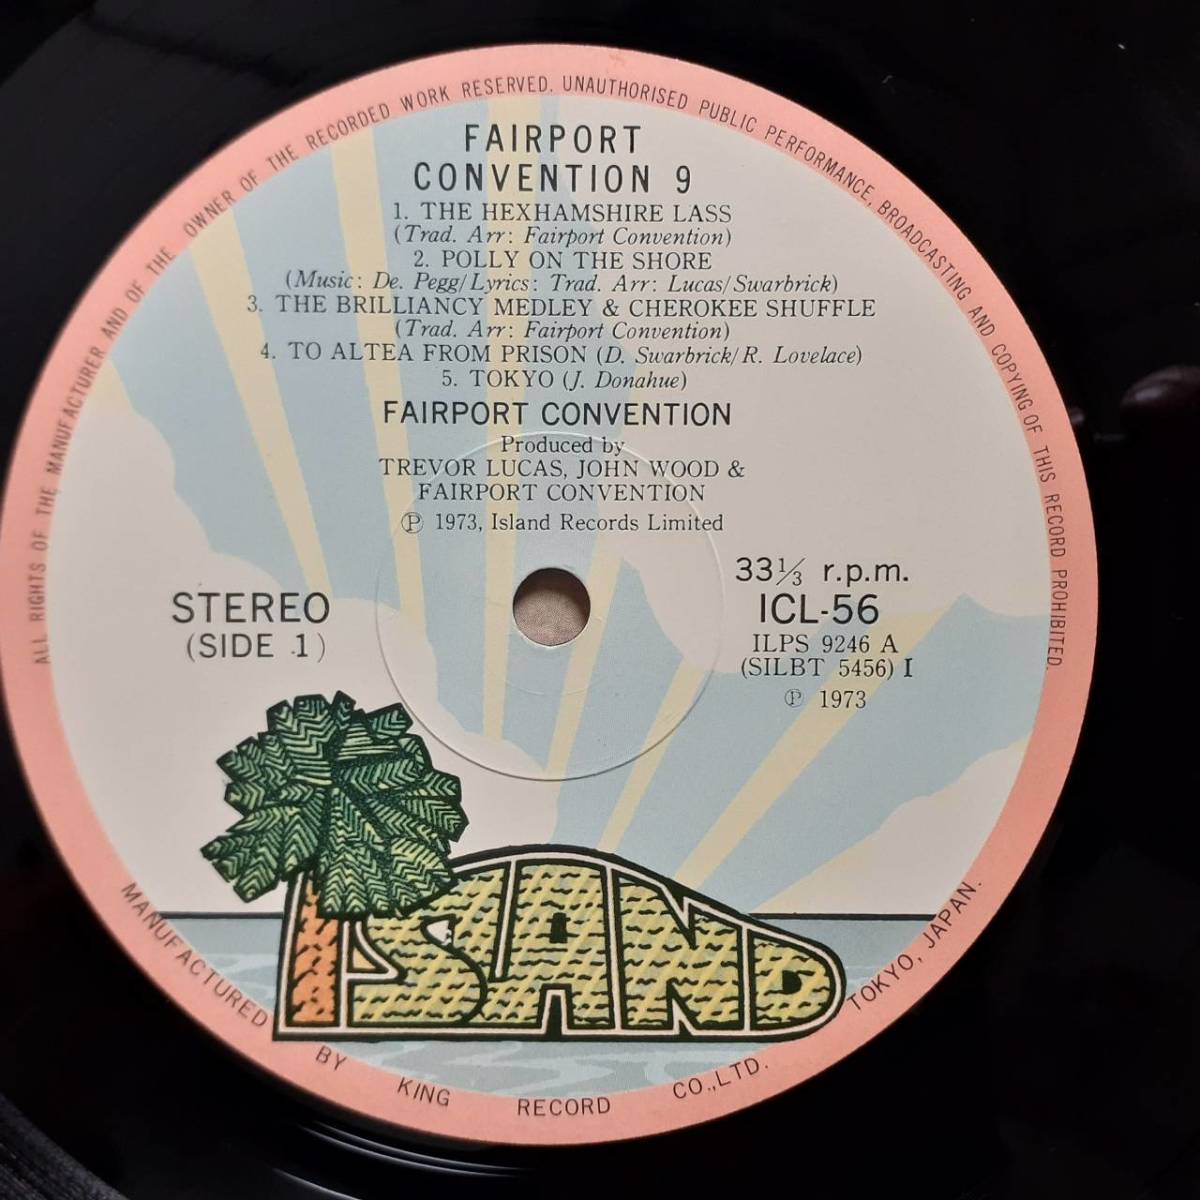 ALL RIGHTS OF THE MANUFACTURER AND OF THE OWNER OF THE RECORDED WORK RESERVED. UNAUTHORISED PUBLIC PERFORMANCE, BROADCASTING AND COPYING OF THIS RECORD PROHIBITED.
FAIRPORT
CONVENTION 9
1. THE HEXHAMSHIRE LASS
(Trad. Arr: Fairport Convention)
2. POLLY ON THE SHORE
(Music: De. Pegg/Lyrics: Trad. Arr: Lucas/Swarbrick)
3. THE BRILLIANCY MEDLEY & CHEROKEE SHUFFLE
(Trad. Arr: Fairport Convention)
4. TO ALTEA FROM PRISON (D. Swarbrick/R. Lovelace)
5. TOKYO (J. Donahue)
FAIRPORT CONVENTION
Produced by
TREVOR LUCAS, JOHN WOOD &
FAIRPORT CONVENTION
Ⓟ 1973, Island Records Limited
STEREO
(SIDE 1)
33⅓ r.p.m.
ICL-56
ILPS 9246 A
(SILBT 5456) I
Ⓟ 1973
ISLAND
MANUFACTURED BY KING RECORD CO.,LTD. TOKYO, JAPAN.